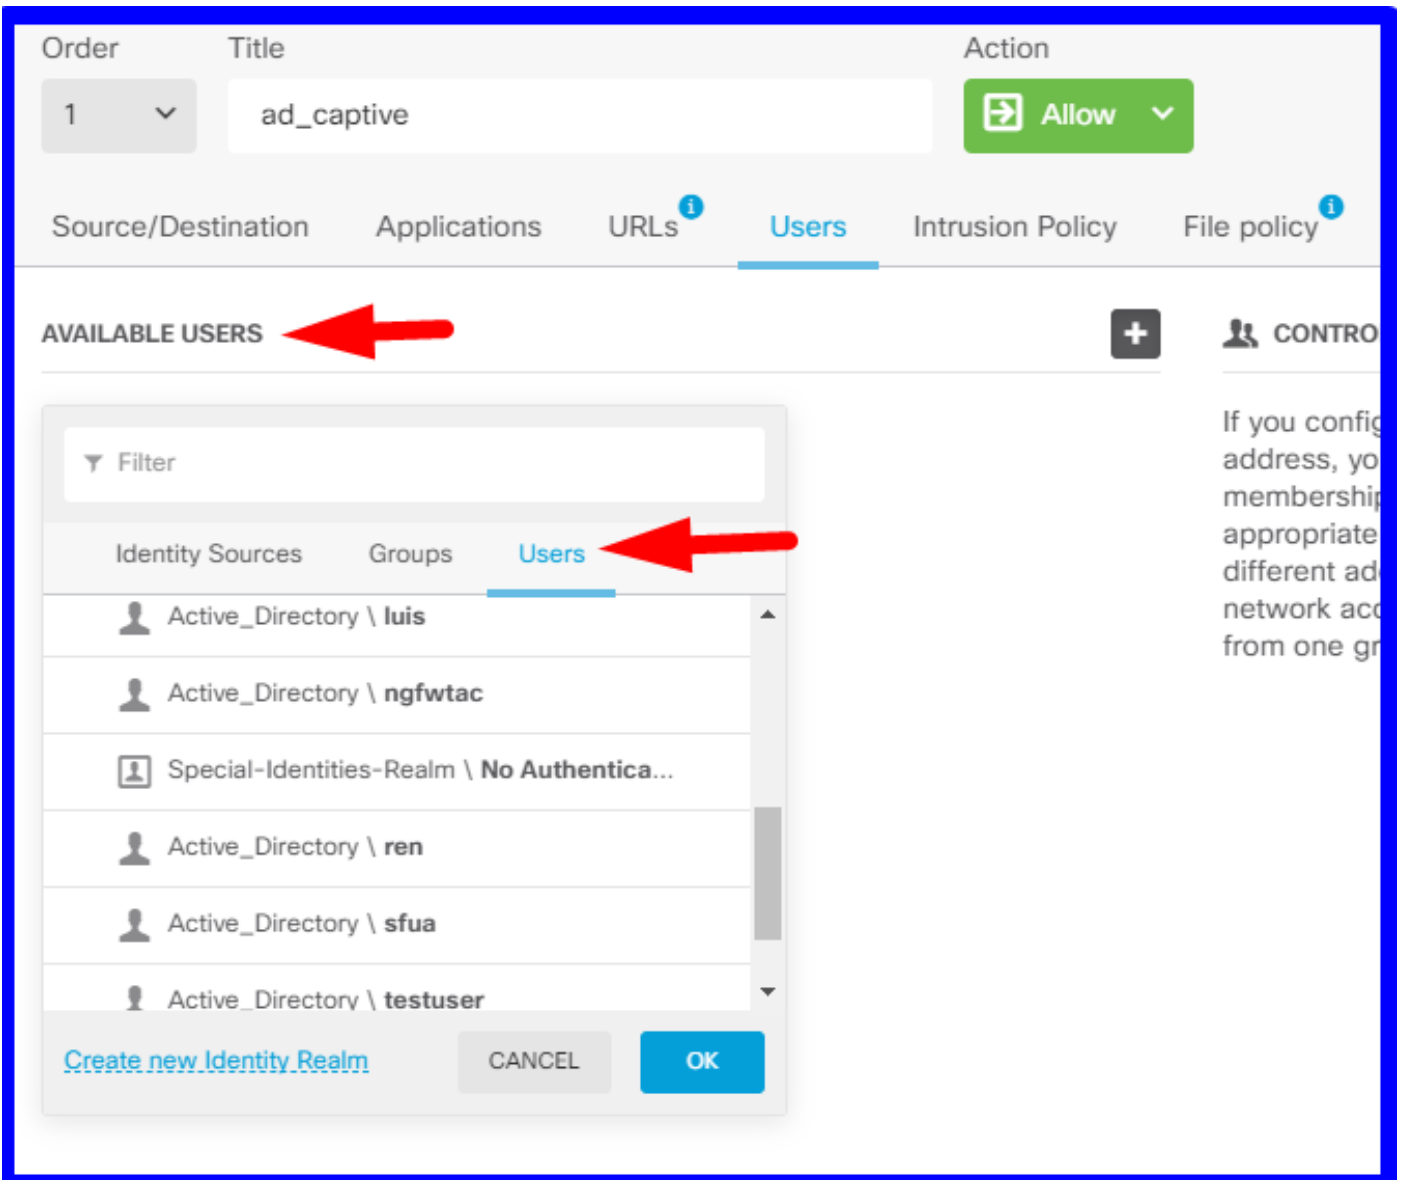 Order Title Action
1 ad_captive Allow
Source/Destination Applications URLs Users Intrusion Policy File policy
AVAILABLE USERS
CONTRO
If you config
address, yo
membership
appropriate
different ad
network acc
from one gr
Filter
Identity Sources Groups Users
Active_Directory \ luis
Active_Directory \ ngfwtac
Special-Identities-Realm \ No Authentica...
Active_Directory \ ren
Active_Directory \ sfua
Active_Directory \ testuser
Create new Identity Realm CANCEL OK